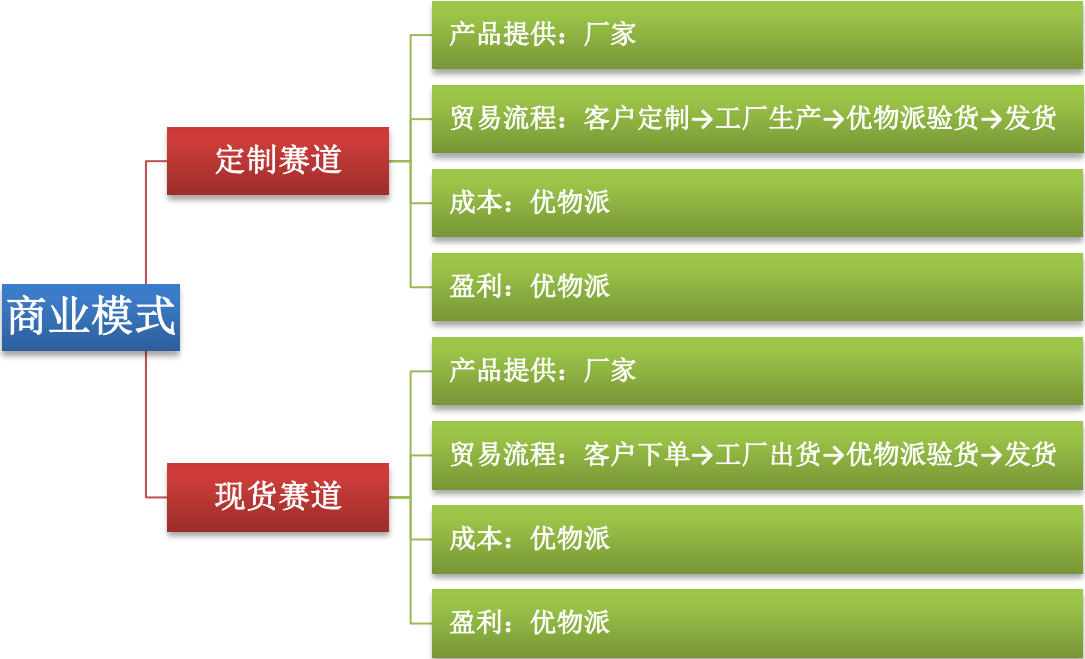 商业模式
定制赛道
产品提供：厂家
贸易流程：客户定制→工厂生产→优物派验货→发货
成本：优物派
盈利：优物派
现货赛道
产品提供：厂家
贸易流程：客户下单→工厂出货→优物派验货→发货
成本：优物派
盈利：优物派